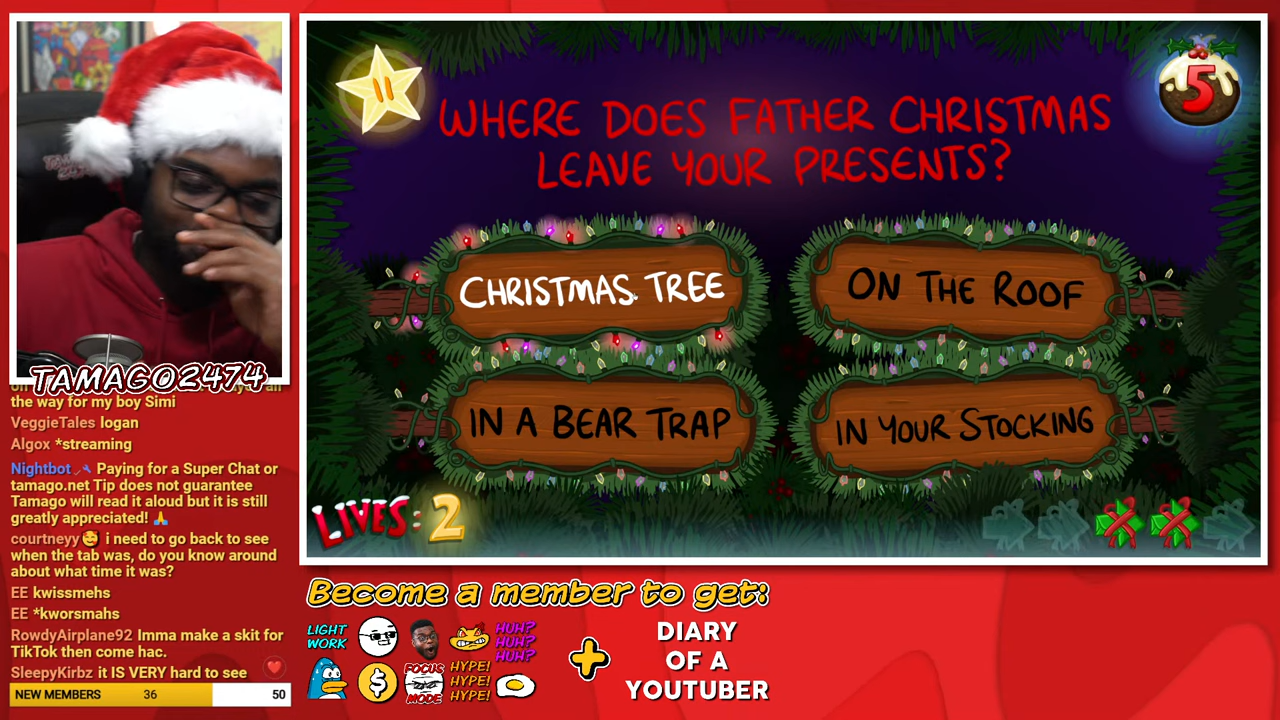 WHERE DOES FATHER CHRISTMAS
LEAVE YOUR PRESENTS?
5
CHRISTMAS TREE
ON THE ROOF
IN A BEAR TRAP
IN YOUR STOCKING
LIVES: 2
TAMAGO2474
the way for my boy Simi
VeggieTales logan
Algox *streaming
Nightbot Paying for a Super Chat or
tamago.net Tip does not guarantee
Tamago will read it aloud but it is still
greatly appreciated! 🙏
courtneyy🥰 i need to go back to see
when the tab was, do you know around
about what time it was?
EE kwissmehs
EE *kworsmahs
RowdyAirplane92 Imma make a skit for
TikTok then come hac.
SleepyKirbz it IS VERY hard to see
NEW MEMBERS 36 50
Become a member to get:
LIGHT
WORK
HUH?
HUH?
HUH?
$
FOCUS
MODE
HYPE!
HYPE!
HYPE!
+
DIARY
OF A
YOUTUBER